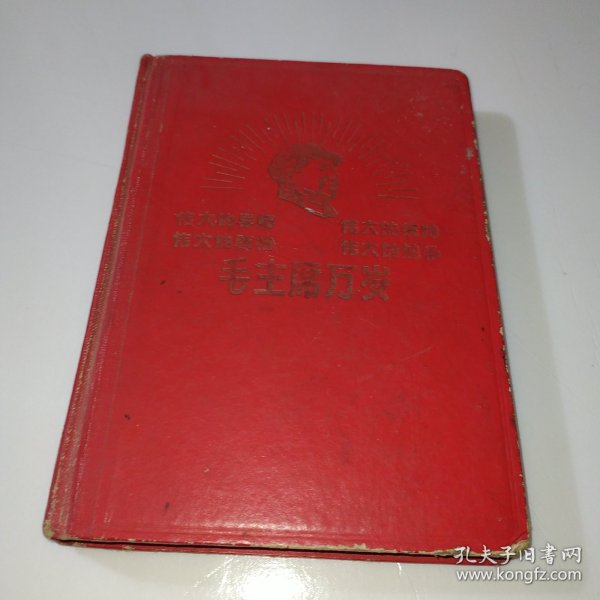 伟大的导师 伟大的领袖
伟大的统帅 伟大的舵手
毛主席万岁
孔夫子旧书网
www.kongfz.com